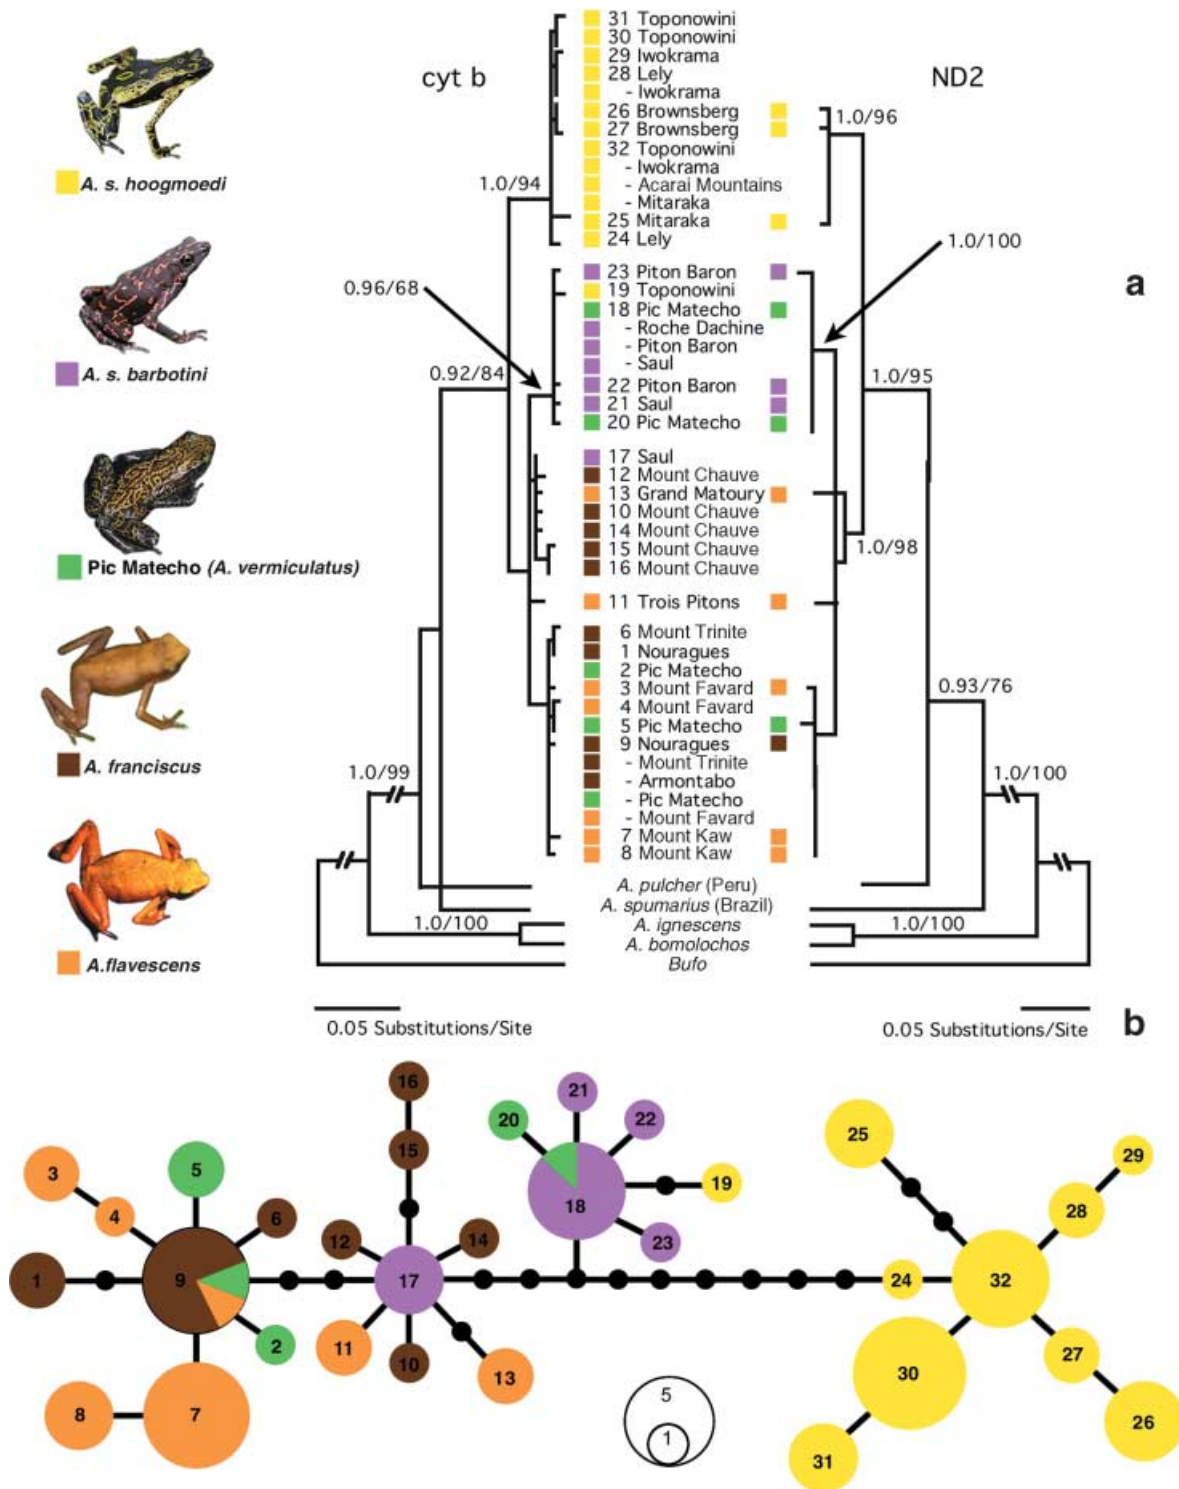 cyt b
ND2
a
A. s. hoogmoedi
A. s. barbotini
Pic Matecho (A. vermiculatus)
A. franciscus
A.flavescens
31 Toponowini
30 Toponowini
29 Iwokrama
28 Lely
- Iwokrama
26 Brownsberg
27 Brownsberg
32 Toponowini
- Iwokrama
- Acarai Mountains
- Mitaraka
25 Mitaraka
24 Lely
23 Piton Baron
19 Toponowini
18 Pic Matecho
- Roche Dachine
- Piton Baron
- Saul
22 Piton Baron
21 Saul
20 Pic Matecho
17 Saul
12 Mount Chauve
13 Grand Matoury
10 Mount Chauve
14 Mount Chauve
15 Mount Chauve
16 Mount Chauve
11 Trois Pitons
6 Mount Trinite
1 Nouragues
2 Pic Matecho
3 Mount Favard
4 Mount Favard
5 Pic Matecho
9 Nouragues
- Mount Trinite
- Armontabo
- Pic Matecho
- Mount Favard
7 Mount Kaw
8 Mount Kaw
A. pulcher (Peru)
A. spumarius (Brazil)
A. ignescens
A. bomolochos
Bufo
1.0/94
0.96/68
0.92/84
1.0/99
1.0/100
1.0/96
1.0/100
1.0/95
1.0/98
0.93/76
1.0/100
1.0/100
0.05 Substitutions/Site
0.05 Substitutions/Site
b
16
21
20
22
25
29
15
3
5
19
28
4
18
6
12
14
23
1
9
17
24
32
2
11
10
13
27
30
8
7
5
1
26
31